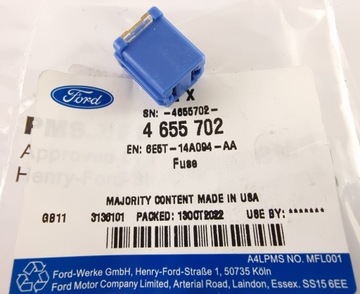 X
SN: -4655702-
Ford
4 655 702
EN: 6E5T-14A094-AA
Fuse
MAJORITY CONTENT MADE IN USA
GB11 3136101 PACKED: 13OCT2022 USE BY: *******
A4LPMS NO. MFL001
Ford-Werke GmbH, Henry-Ford-Straße 1, 50735 Köln
Ford Motor Company Limited, Arterial Road, Laindon, Essex. SS15 6EE